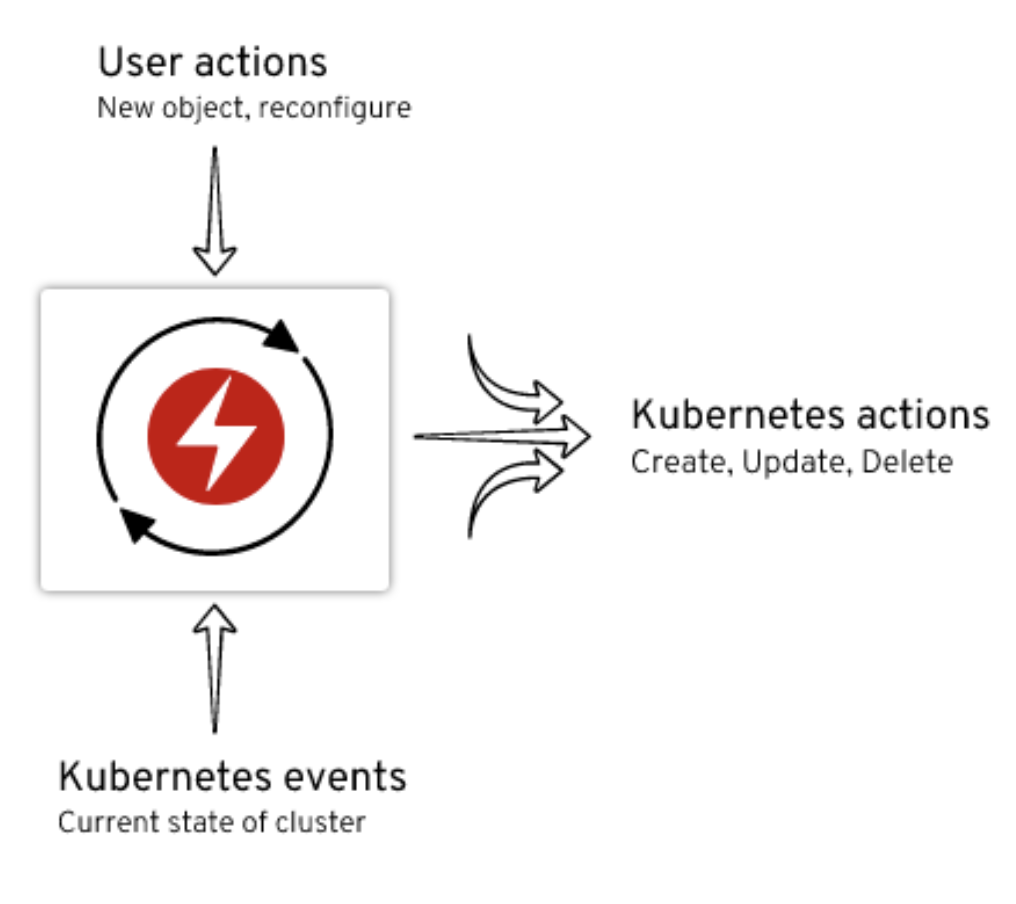 User actions
New object, reconfigure
Kubernetes actions
Create, Update, Delete
Kubernetes events
Current state of cluster